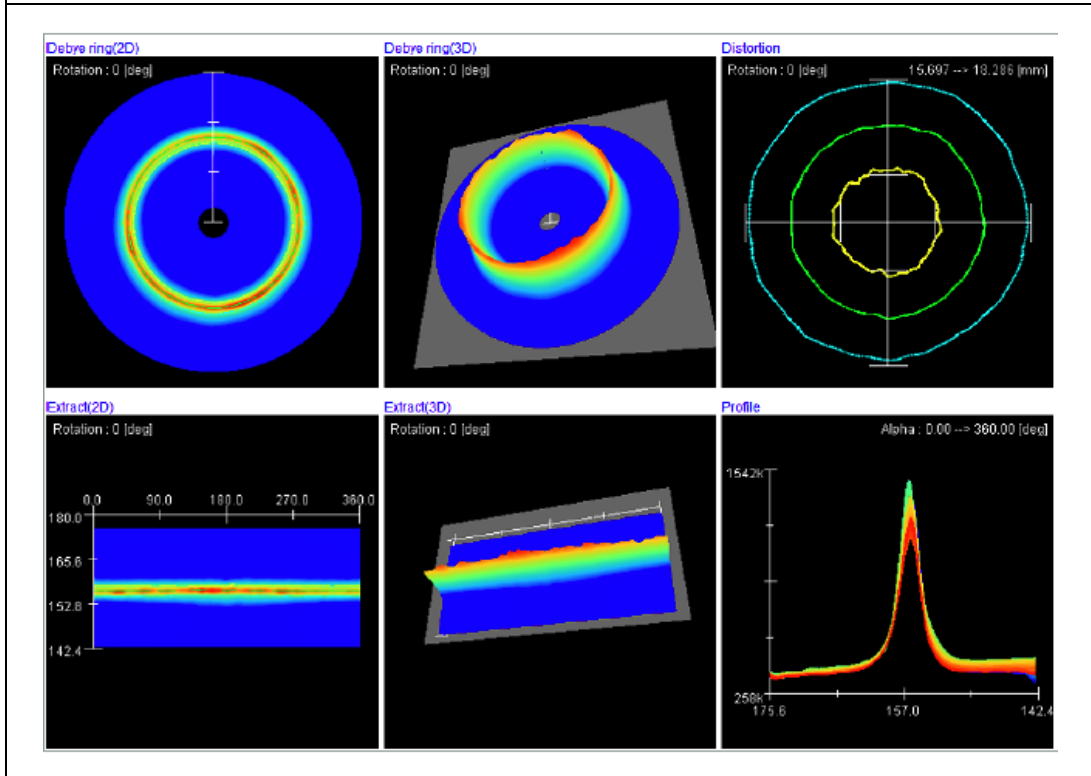 Debye ring(2D)
Rotation : 0 [deg]
Debye ring(3D)
Rotation : 0 [deg]
Distortion
Rotation : 0 [deg] 15.697 --> 18.286 [mm]
Extract(2D)
Rotation : 0 [deg]
0.0 90.0 180.0 270.0 360.0
180.0
165.6
152.8
142.4
Extract(3D)
Rotation : 0 [deg]
Profile
Alpha : 0.00 --> 360.00 [deg]
1542k
258k
175.6 157.0 142.4